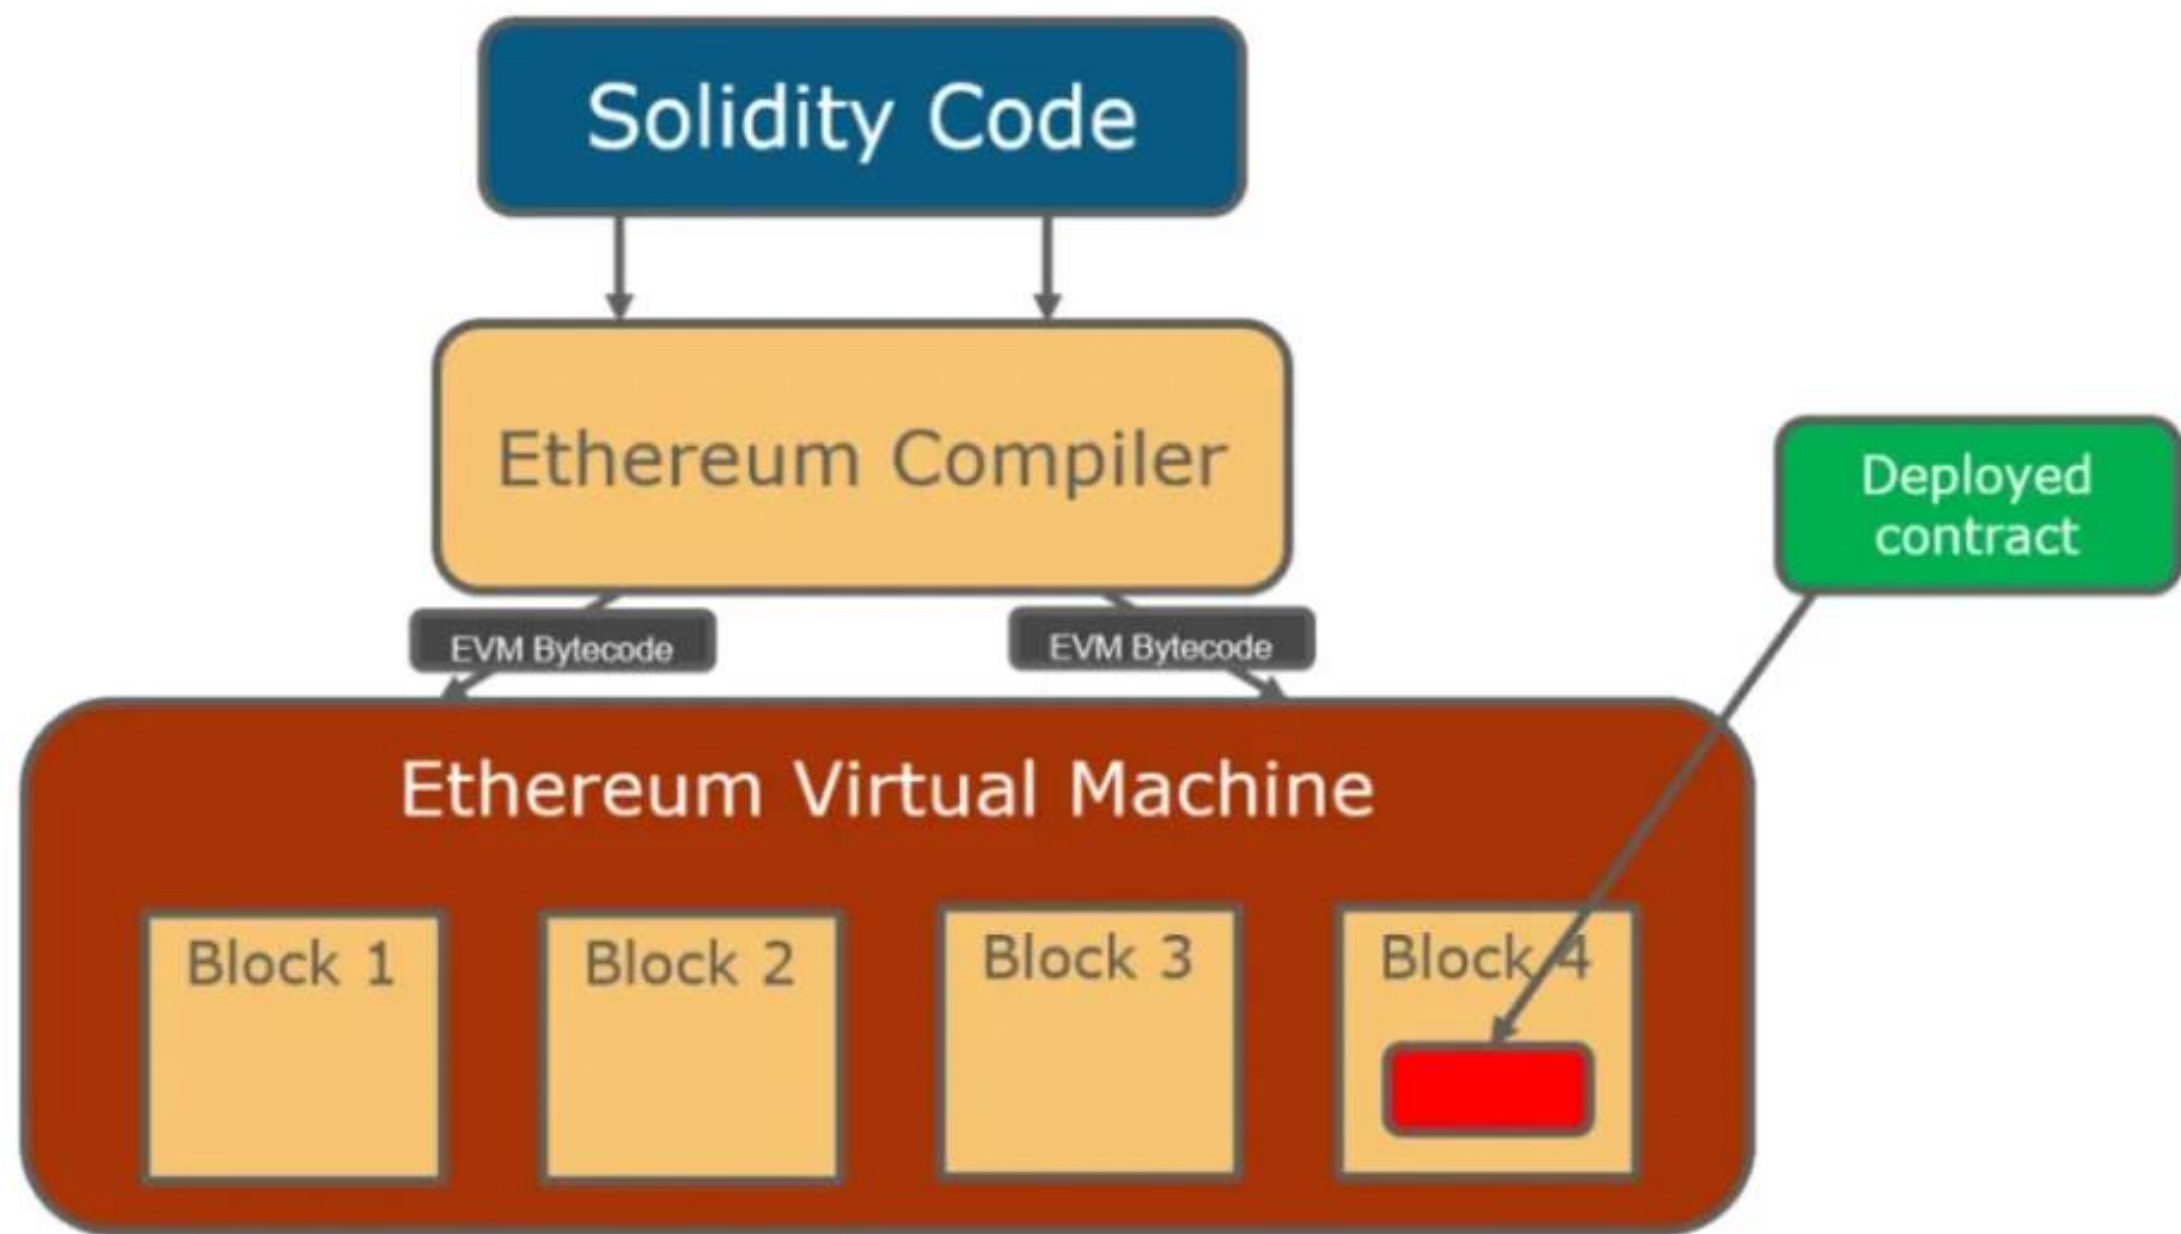 Solidity Code
Ethereum Compiler
Deployed
contract
EVM Bytecode
EVM Bytecode
Ethereum Virtual Machine
Block 1
Block 2
Block 3
Block 4